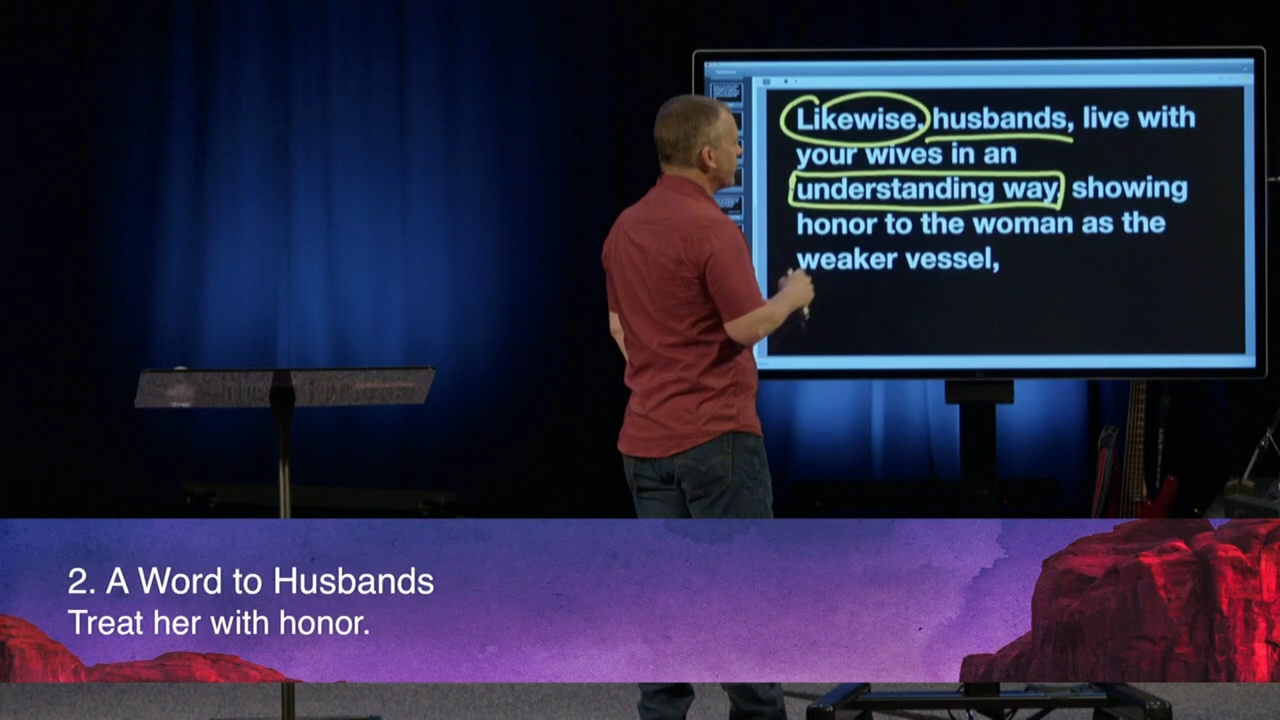 Likewise, husbands, live with
your wives in an
understanding way, showing
honor to the woman as the
weaker vessel,
2. A Word to Husbands
Treat her with honor.